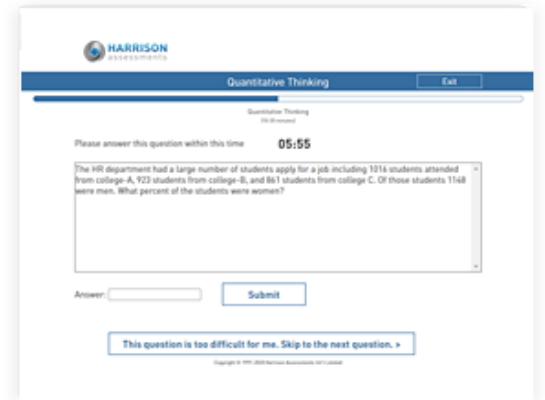 HARRISON
assessments
Quantitative Thinking
Exit
Quantitative Thinking
Please answer this question within this time
05:55
The HR department had a large number of students apply for a job including 1016 students attended
from college-A, 923 students from college-B, and 861 students from college C. Of those students 1148
were men. What percent of the students were women?
Answer:
Submit
This question is too difficult for me. Skip to the next question. »